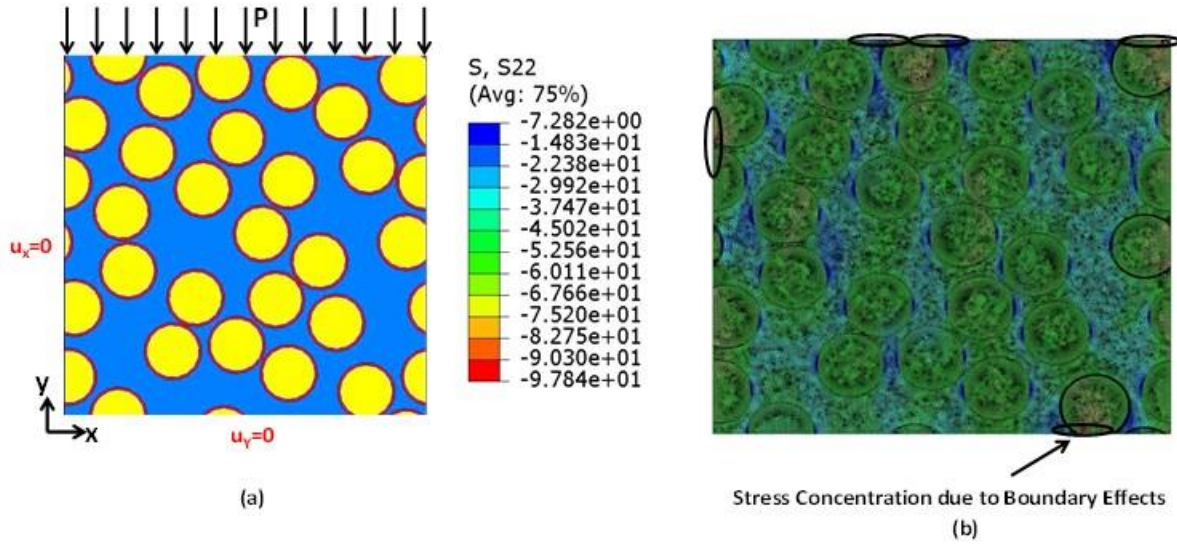 P
S, S22
(Avg: 75%)
-7.282e+00
-1.483e+01
-2.238e+01
-2.992e+01
-3.747e+01
-4.502e+01
-5.256e+01
-6.011e+01
-6.766e+01
-7.520e+01
-8.275e+01
-9.030e+01
-9.784e+01
uₓ=0
y
x
u_Y=0
(a)
Stress Concentration due to Boundary Effects
(b)